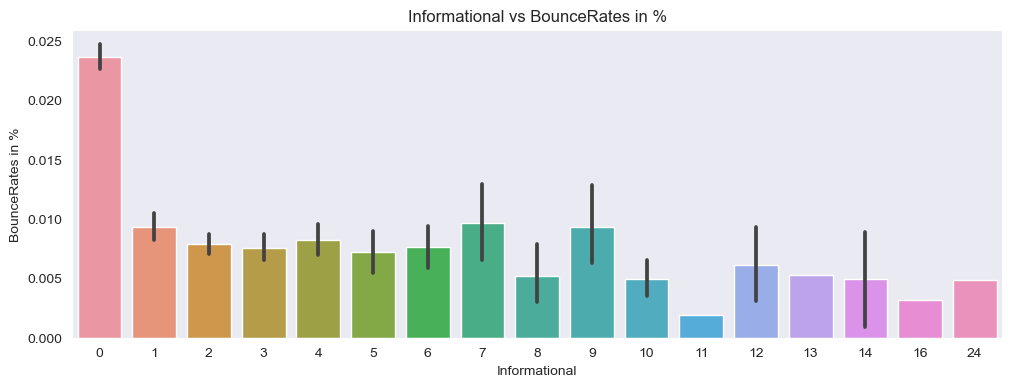 Informational vs BounceRates in %
0.025
0.020
0.015
0.010
0.005
0.000
BounceRates in %
0 1 2 3 4 5 6 7 8 9 10 11 12 13 14 16 24
Informational